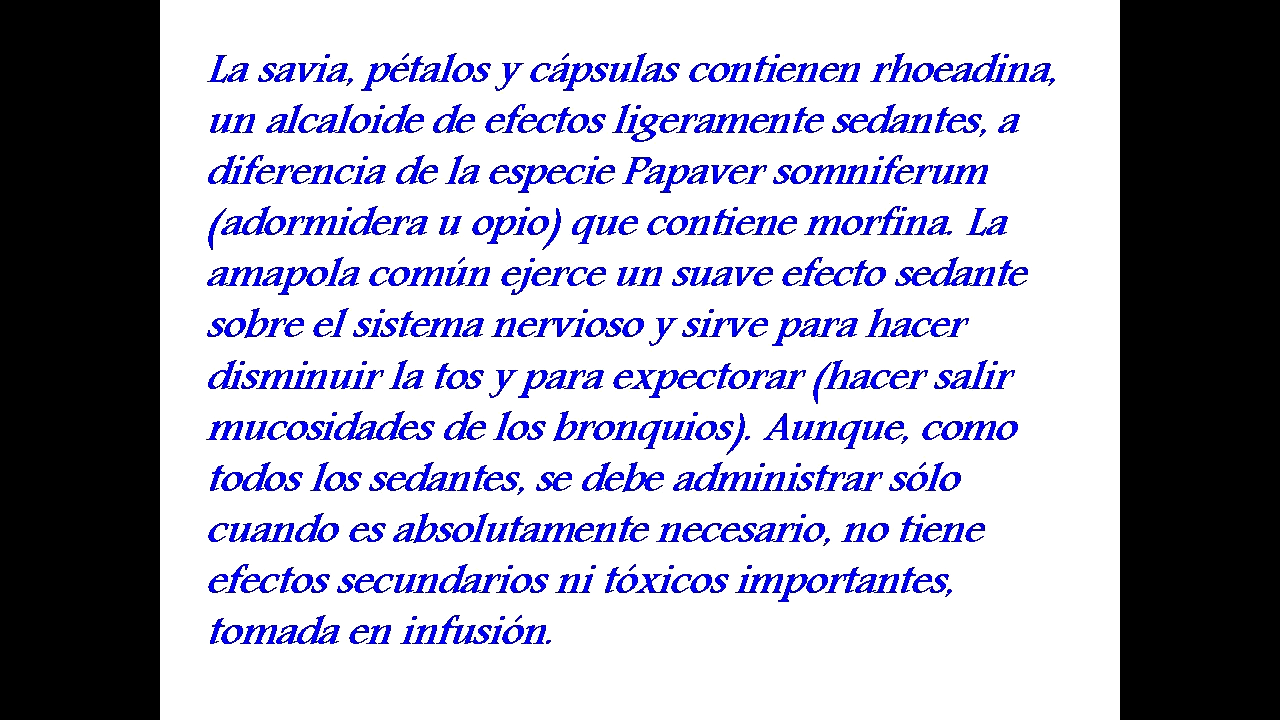 La savia, pétalos y cápsulas contienen rhoeadina,
un alcaloide de efectos ligeramente sedantes, a
diferencia de la especie Papaver somniferum
(adormidera u opio) que contiene morfina. La
amapola común ejerce un suave efecto sedante
sobre el sistema nervioso y sirve para hacer
disminuir la tos y para expectorar (hacer salir
mucosidades de los bronquios). Aunque, como
todos los sedantes, se debe administrar sólo
cuando es absolutamente necesario, no tiene
efectos secundarios ni tóxicos importantes,
tomada en infusión.